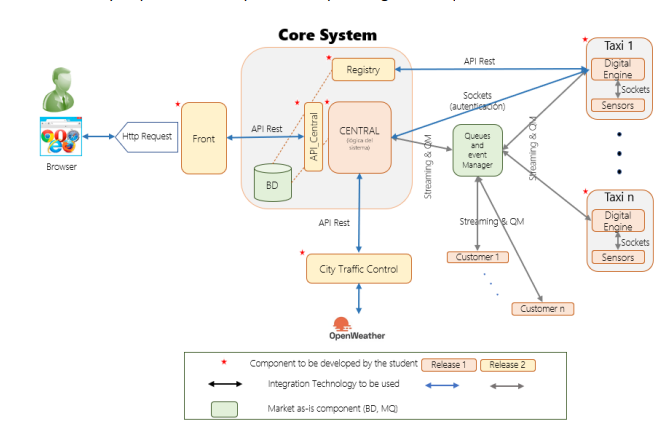 Core System
Registry
API Rest
Taxi 1
Digital
Engine
Sockets
Sensors
Sockets
(autenticación)
Http Request
Browser
Front
API Rest
API_Central
CENTRAL
(lógica del
sistema)
BD
Streaming & QM
Queues
and
event
Manager
Streaming & QM
Streaming & QM
Taxi n
Digital
Engine
Sockets
Sensors
API Rest
Streaming & QM
Customer 1
Customer n
City Traffic Control
OpenWeather
Component to be developed by the student
Release 1
Release 2
Integration Technology to be used
Market as-is component (BD, MQ)